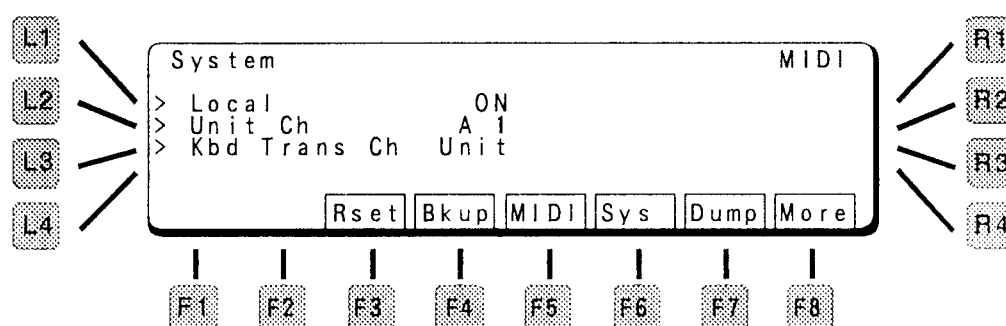 L1
L2
L3
L4
System MIDI
> Local ON
> Unit Ch A 1
> Kbd Trans Ch Unit
Rset Bkup MIDI Sys Dump More
R1
R2
R3
R4
F1 F2 F3 F4 F5 F6 F7 F8